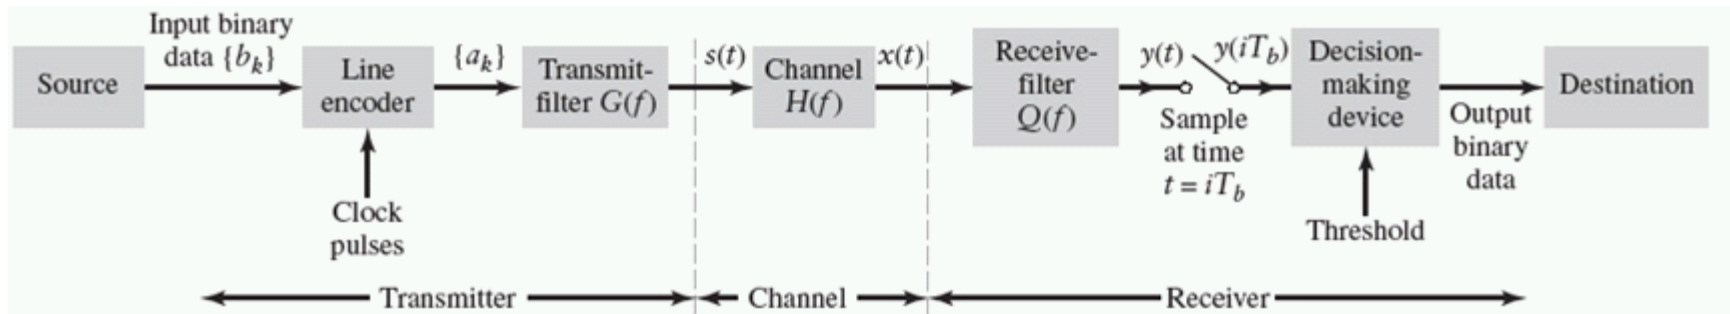 Input binary
data {b_k}
Source
Line
encoder
Clock
pulses
{a_k}
Transmit-
filter G(f)
s(t)
Channel
H(f)
x(t)
Receive-
filter
Q(f)
y(t)
y(iT_b)
Sample
at time
t = iT_b
Decision-
making
device
Threshold
Output
binary
data
Destination
Transmitter
Channel
Receiver